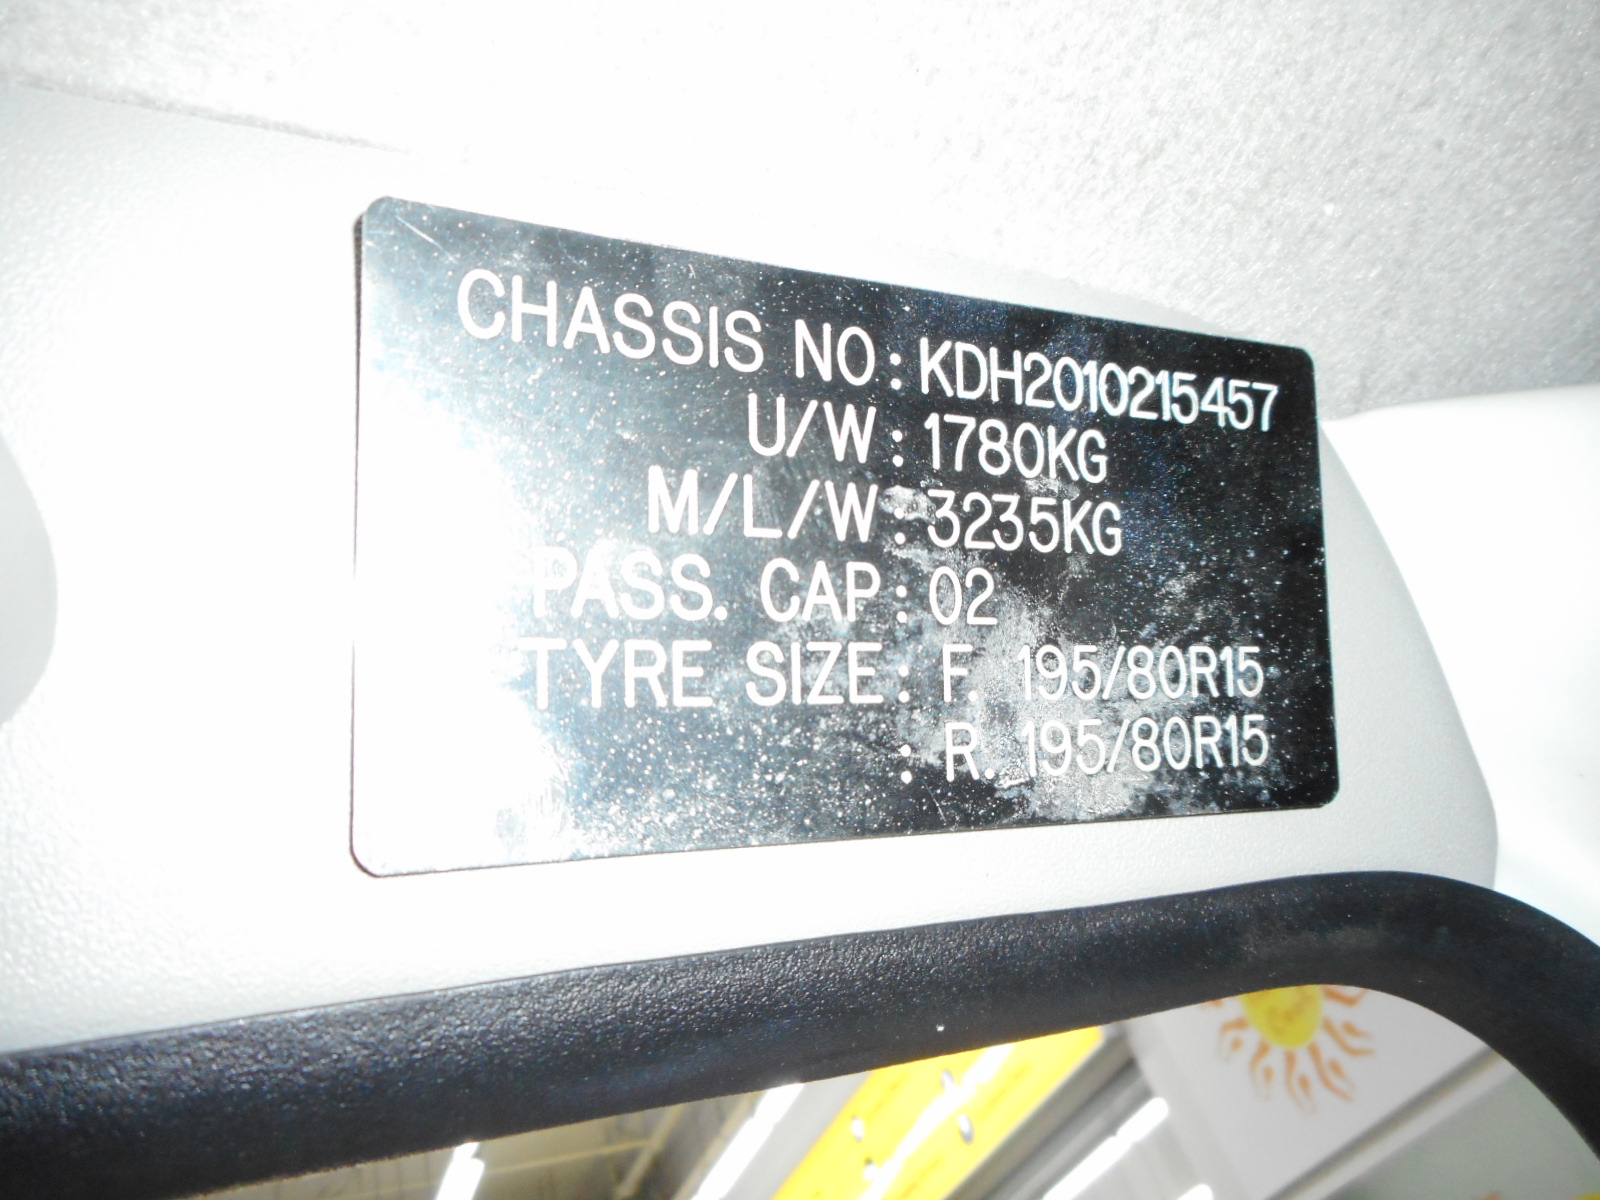 CHASSIS NO: KDH2010215457
U/W: 1780KG
M/L/W: 3235KG
PASS. CAP: 02
TYRE SIZE: F. 195/80R15
: R. 195/80R15